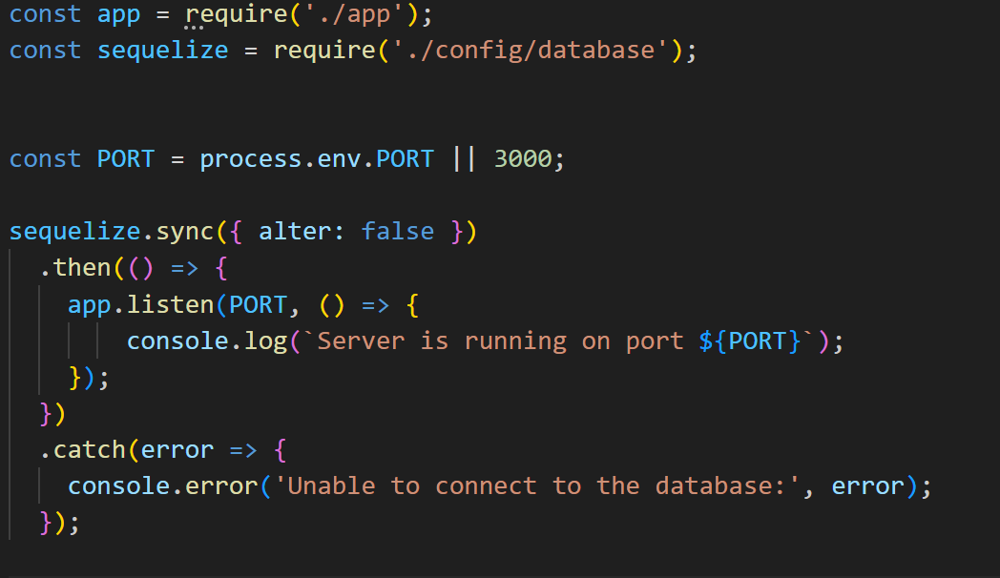 const app = require('./app');
const sequelize = require('./config/database');
const PORT = process.env.PORT || 3000;
sequelize.sync({ alter: false })
  .then(() => {
    app.listen(PORT, () => {
        console.log(`Server is running on port ${PORT}`);
    });
  })
  .catch(error => {
    console.error('Unable to connect to the database:', error);
  });